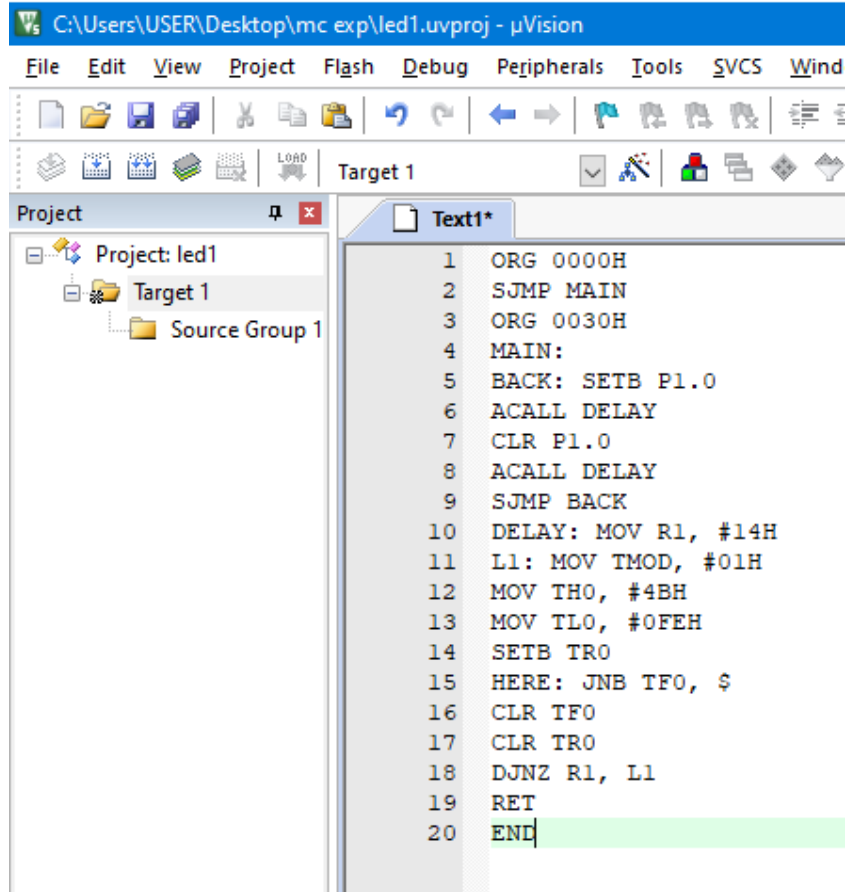 C:\Users\USER\Desktop\mc exp\led1.uvproj - µVision
File Edit View Project Flash Debug Peripherals Tools SVCS Wind
LOAD
Target 1
Project
Text1*
Project: led1
Target 1
Source Group 1
1 ORG 0000H
2 SJMP MAIN
3 ORG 0030H
4 MAIN:
5 BACK: SETB P1.0
6 ACALL DELAY
7 CLR P1.0
8 ACALL DELAY
9 SJMP BACK
10 DELAY: MOV R1, #14H
11 L1: MOV TMOD, #01H
12 MOV TH0, #4BH
13 MOV TL0, #0FEH
14 SETB TR0
15 HERE: JNB TF0, $
16 CLR TF0
17 CLR TR0
18 DJNZ R1, L1
19 RET
20 END